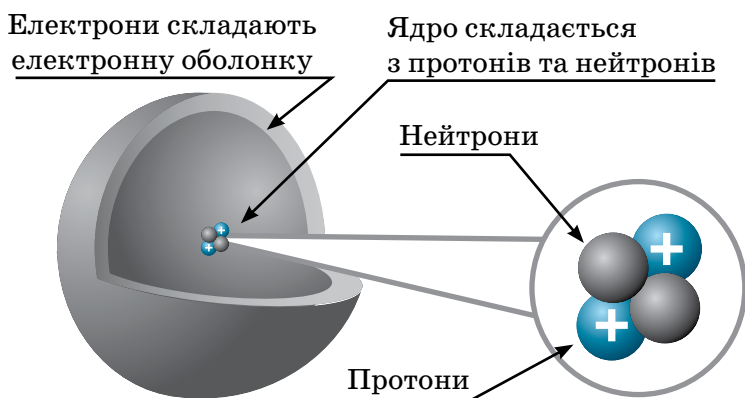 Електрони складають
електронну оболонку
Ядро складається
з протонів та нейтронів
Нейтрони
+
+
+
+
Протони